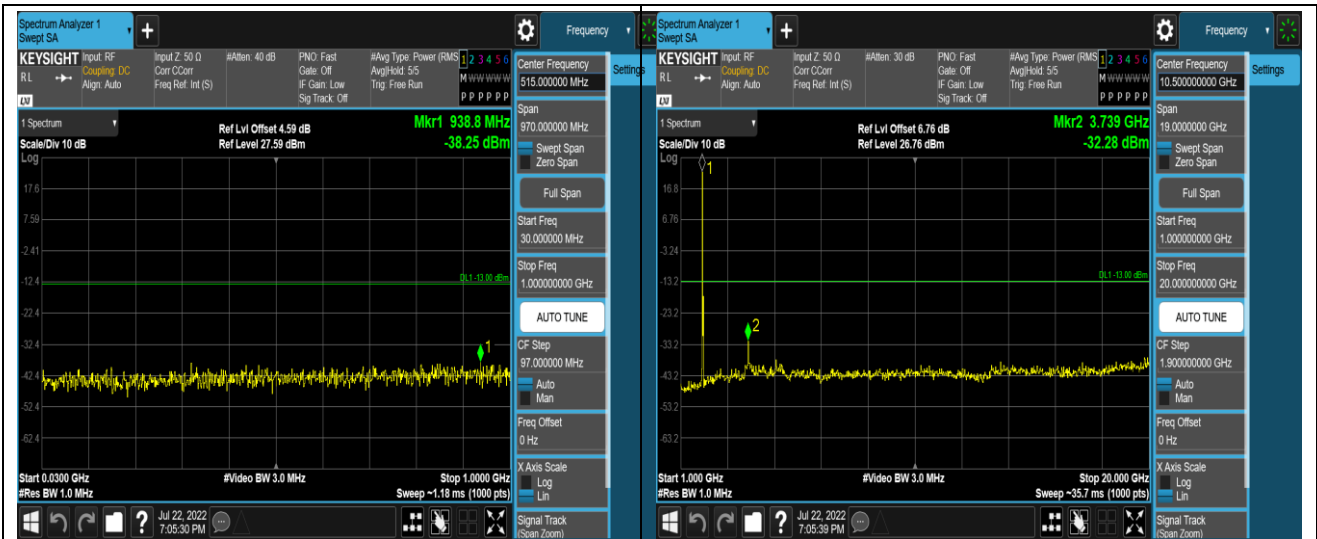 Spectrum Analyzer 1
Swept SA
Frequency
KEYSIGHT
Input: RF
Input Z: 50 Ω
#Atten: 40 dB
PNO: Fast
#Avg Type: Power (RMS
1 2 3 4 5 6
R L
Coupling: DC
Corr CCorr
Gate: Off
Avg|Hold: 5/5
M W W W W W
Align: Auto
Freq Ref: Int (S)
IF Gain: Low
Trig: Free Run
LXI
Sig Track: Off
P P P P P P
1 Spectrum
Ref Lvl Offset 4.59 dB
Mkr1 938.8 MHz
Scale/Div 10 dB
Ref Level 27.59 dBm
-38.25 dBm
Log
17.6
7.59
-2.41
DL1 -13.00 dBm
-12.4
-22.4
-32.4
1
-42.4
-52.4
-62.4
Start 0.0300 GHz
#Video BW 3.0 MHz
Stop 1.0000 GHz
#Res BW 1.0 MHz
Sweep ~1.18 ms (1000 pts)
Jul 22, 2022
7:05:30 PM
Center Frequency
515.000000 MHz
Settings
Span
970.000000 MHz
Swept Span
Zero Span
Full Span
Start Freq
30.000000 MHz
Stop Freq
1.000000000 GHz
AUTO TUNE
CF Step
97.000000 MHz
Auto
Man
Freq Offset
0 Hz
X Axis Scale
Log
Lin
Signal Track
(Span Zoom)
Spectrum Analyzer 1
Swept SA
Frequency
KEYSIGHT
Input: RF
Input Z: 50 Ω
#Atten: 30 dB
PNO: Fast
#Avg Type: Power (RMS
1 2 3 4 5 6
R L
Coupling: DC
Corr CCorr
Gate: Off
Avg|Hold: 5/5
M W W W W W
Align: Auto
Freq Ref: Int (S)
IF Gain: Low
Trig: Free Run
LXI
Sig Track: Off
P P P P P P
1 Spectrum
Ref Lvl Offset 6.76 dB
Mkr2 3.739 GHz
Scale/Div 10 dB
Ref Level 26.76 dBm
-32.28 dBm
Log
1
16.8
6.76
-3.24
DL1 -13.00 dBm
-13.2
-23.2
2
-33.2
-43.2
-53.2
-63.2
Start 1.000 GHz
#Video BW 3.0 MHz
Stop 20.000 GHz
#Res BW 1.0 MHz
Sweep ~35.7 ms (1000 pts)
Jul 22, 2022
7:05:39 PM
Center Frequency
10.500000000 GHz
Settings
Span
19.0000000 GHz
Swept Span
Zero Span
Full Span
Start Freq
1.000000000 GHz
Stop Freq
20.000000000 GHz
AUTO TUNE
CF Step
1.900000000 GHz
Auto
Man
Freq Offset
0 Hz
X Axis Scale
Log
Lin
Signal Track
(Span Zoom)